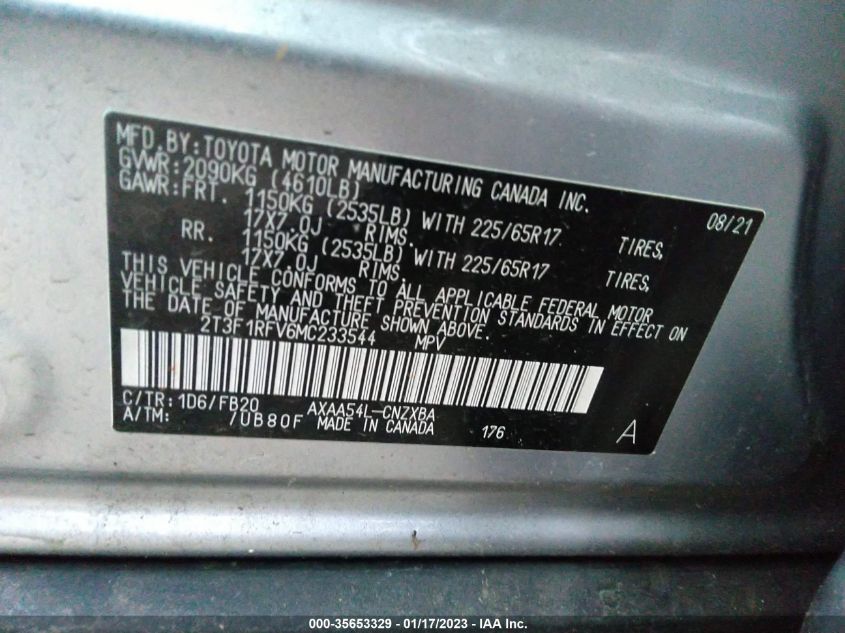 MFD.BY:TOYOTA MOTOR MANUFACTURING CANADA INC.
GVWR:2090KG (4610LB) 08/21
GAWR:FRT. 1150KG (2535LB) WITH 225/65R17 TIRES,
17X7.0J RIMS.
RR. 1150KG (2535LB) WITH 225/65R17 TIRES,
17X7.0J RIMS.
THIS VEHICLE CONFORMS TO ALL APPLICABLE FEDERAL MOTOR
VEHICLE SAFETY AND THEFT PREVENTION STANDARDS IN EFFECT ON
THE DATE OF MANUFACTURE SHOWN ABOVE.
2T3F1RFV6MC233544 MPV
C/TR:1D6/FB20 AXAA54L-CNZXBA
A/TM: /UB80F MADE IN CANADA 176 A
000-35653329 - 01/17/2023 - IAA Inc.